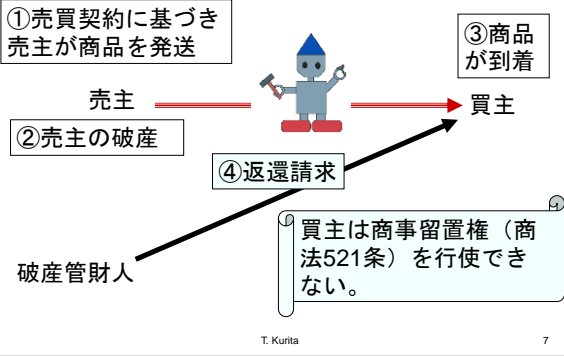 ①売買契約に基づき
売主が商品を発送
③商品
が到着
売主
買主
②売主の破産
④返還請求
買主は商事留置権（商
法521条）を行使でき
ない。
破産管財人
T. Kurita
7